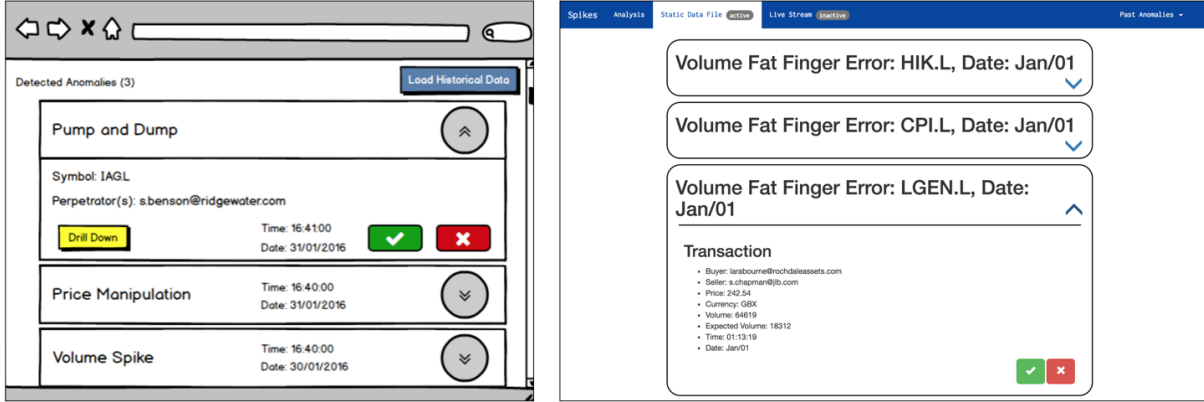 Detected Anomalies (3)
Load Historical Data
Pump and Dump
Symbol: IAG.L
Perpetrator(s): s.benson@ridgewater.com
Drill Down
Time: 16:41:00
Date: 31/01/2016
Price Manipulation
Time: 16:40:00
Date: 31/01/2016
Volume Spike
Time: 16:40:00
Date: 30/01/2016
Spikes Analysis Static Data File active Live Stream inactive Past Anomalies
Volume Fat Finger Error: HIK.L, Date: Jan/01
Volume Fat Finger Error: CPI.L, Date: Jan/01
Volume Fat Finger Error: LGEN.L, Date:
Jan/01
Transaction
Buyer: larabourne@rochdaleassets.com
Seller: s.chapman@jlb.com
Price: 242.54
Currency: GBX
Volume: 64619
Expected Volume: 18312
Time: 01:13:19
Date: Jan/01